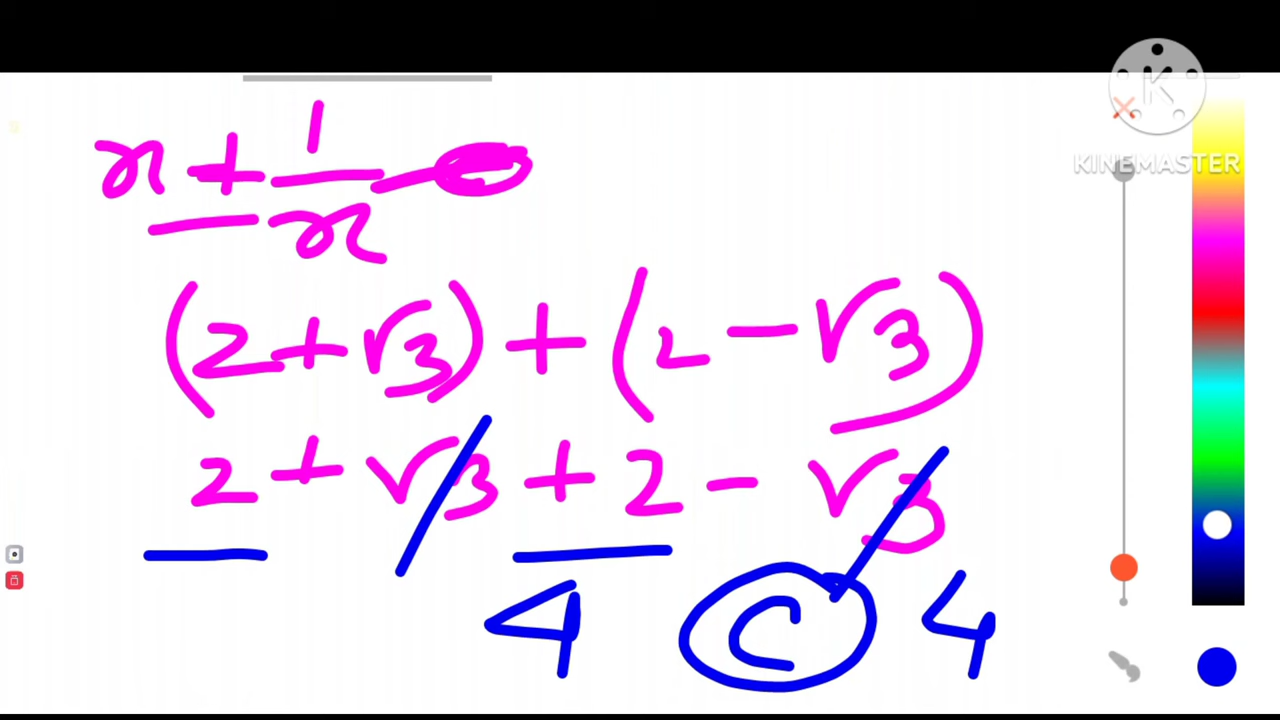 x + 1/x
KINEMASTER
(2 + √3) + (2 - √3)
2 + √3 + 2 - √3
4 C 4